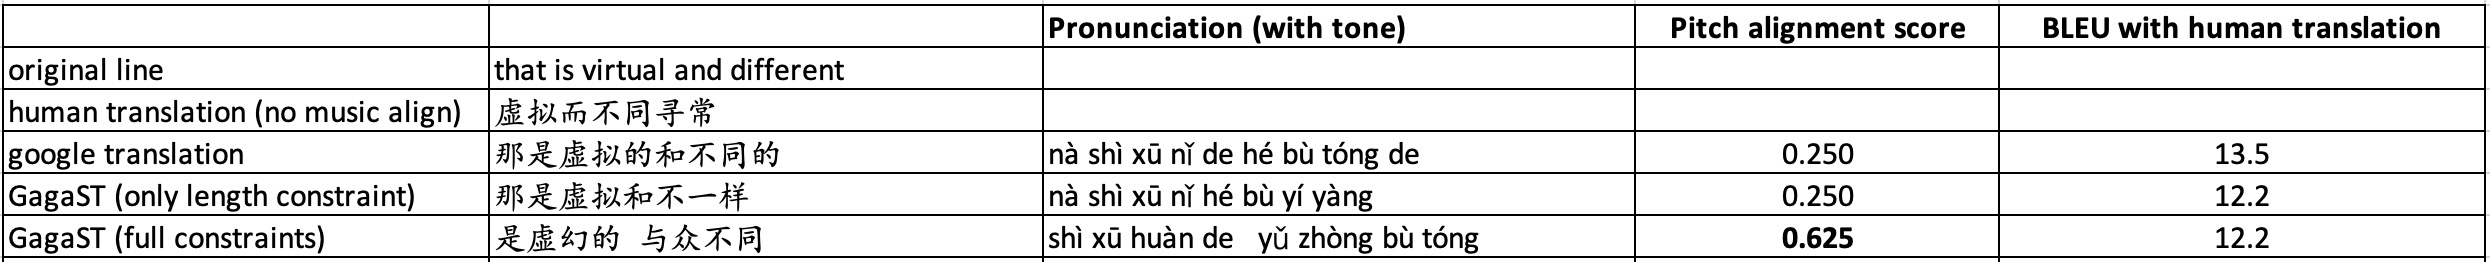 Pronunciation (with tone) Pitch alignment score BLEU with human translation
original line that is virtual and different
human translation (no music align) 虚拟而不同寻常
google translation 那是虚拟的和不同的 nà shì xū nǐ de hé bù tóng de 0.250 13.5
GagaST (only length constraint) 那是虚拟和不一样 nà shì xū nǐ hé bù yí yàng 0.250 12.2
GagaST (full constraints) 是虚幻的 与众不同 shì xū huàn de yǔ zhòng bù tóng 0.625 12.2